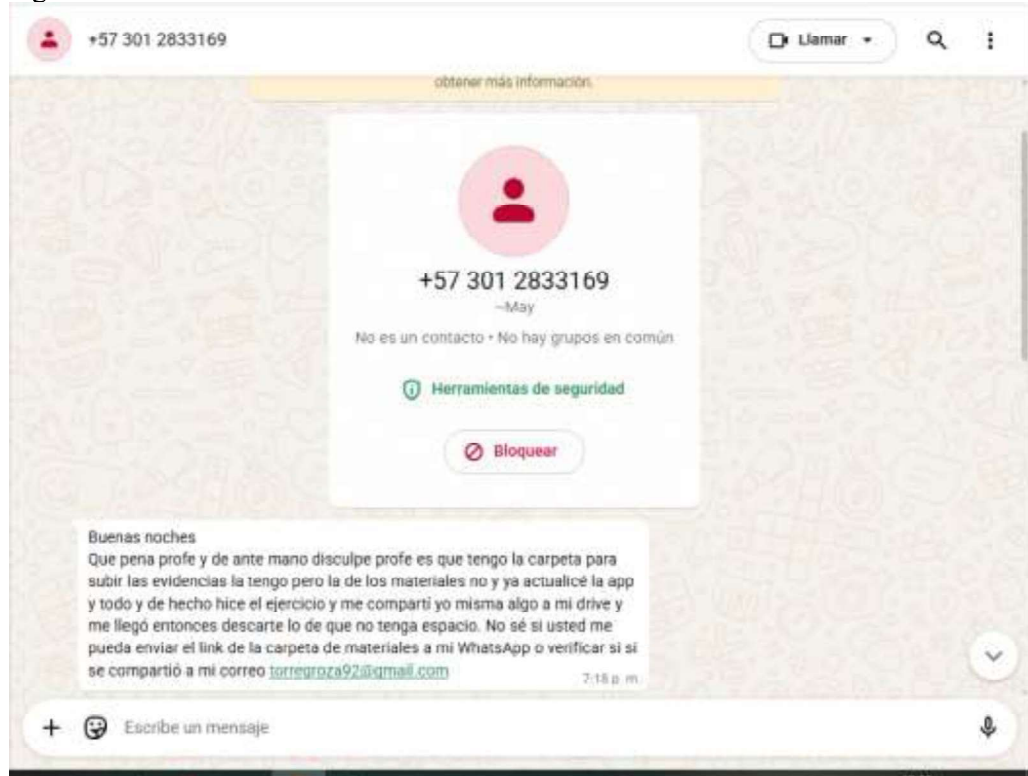 +57 301 2833169
Llamar
obtener más información.
+57 301 2833169
~May
No es un contacto • No hay grupos en común
Herramientas de seguridad
Bloquear
Buenas noches
Que pena profe y de ante mano disculpe profe es que tengo la carpeta para
subir las evidencias la tengo pero la de los materiales no y ya actualicé la app
y todo y de hecho hice el ejercicio y me compartí yo misma algo a mi drive y
me llegó entonces descarte lo de que no tenga espacio. No sé si usted me
pueda enviar el link de la carpeta de materiales a mi WhatsApp o verificar si si
se compartió a mi correo torregroza92@gmail.com
7:18 p. m.
Escribe un mensaje